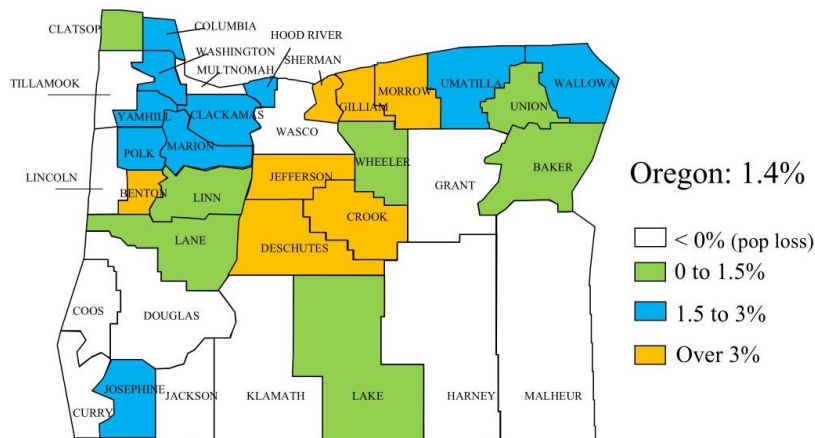 COLUMBIA
CLATSOP
HOOD RIVER
WASHINGTON
SHERMAN
MULTNOMAH
TILLAMOOK
UMATILLA
WALLOWA
MORROW
GILLIAM
UNION
YAMHILL
CLACKAMAS
WASCO
MARION
POLK
WHEELER
BAKER
LINCOLN
JEFFERSON
GRANT
Oregon: 1.4%
BENTON
LINN
CROOK
LANE
DESCHUTES
< 0% (pop loss)
0 to 1.5%
COOS
DOUGLAS
1.5 to 3%
Over 3%
JOSEPHINE
JACKSON
KLAMATH
LAKE
HARNEY
MALHEUR
CURRY